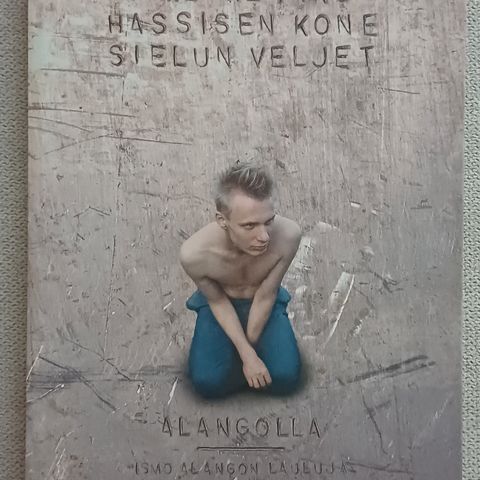 HASSISEN KONE
SIELUN VELJET
ALANGOLLA
ISMO ALANGON LAULUJA